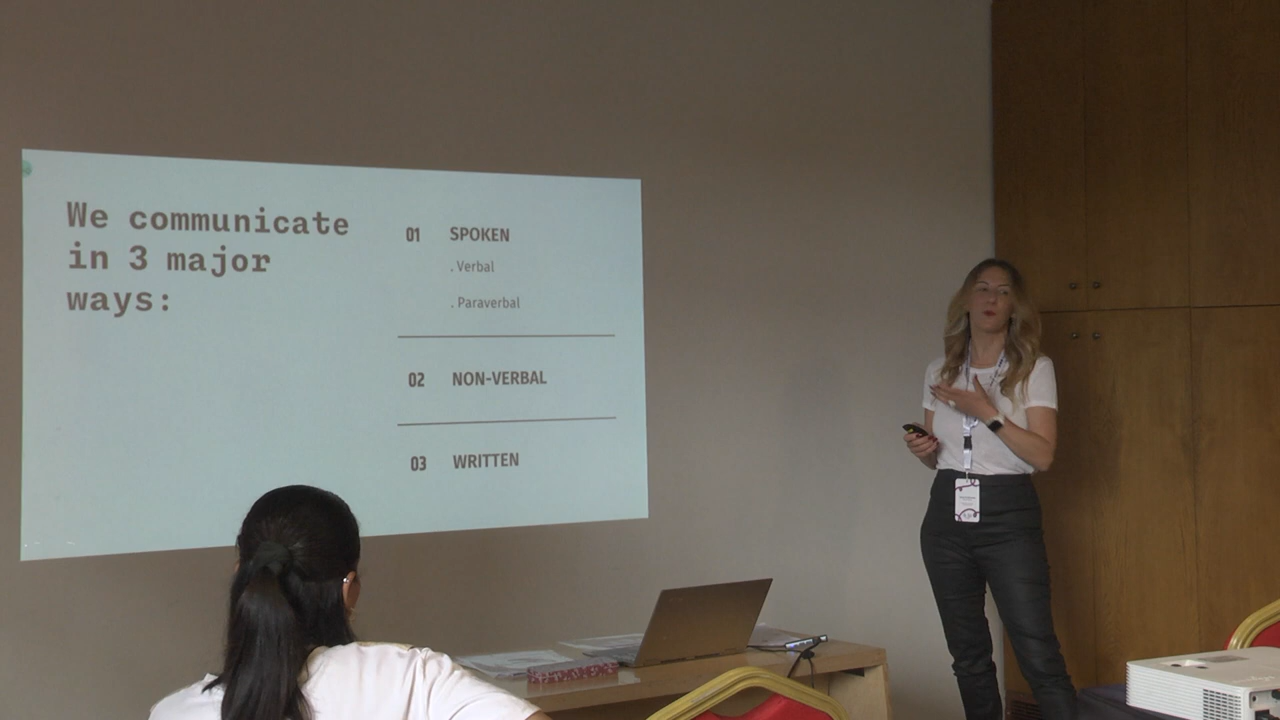 We communicate
in 3 major
ways:
01 SPOKEN
. Verbal
. Paraverbal
02 NON-VERBAL
03 WRITTEN